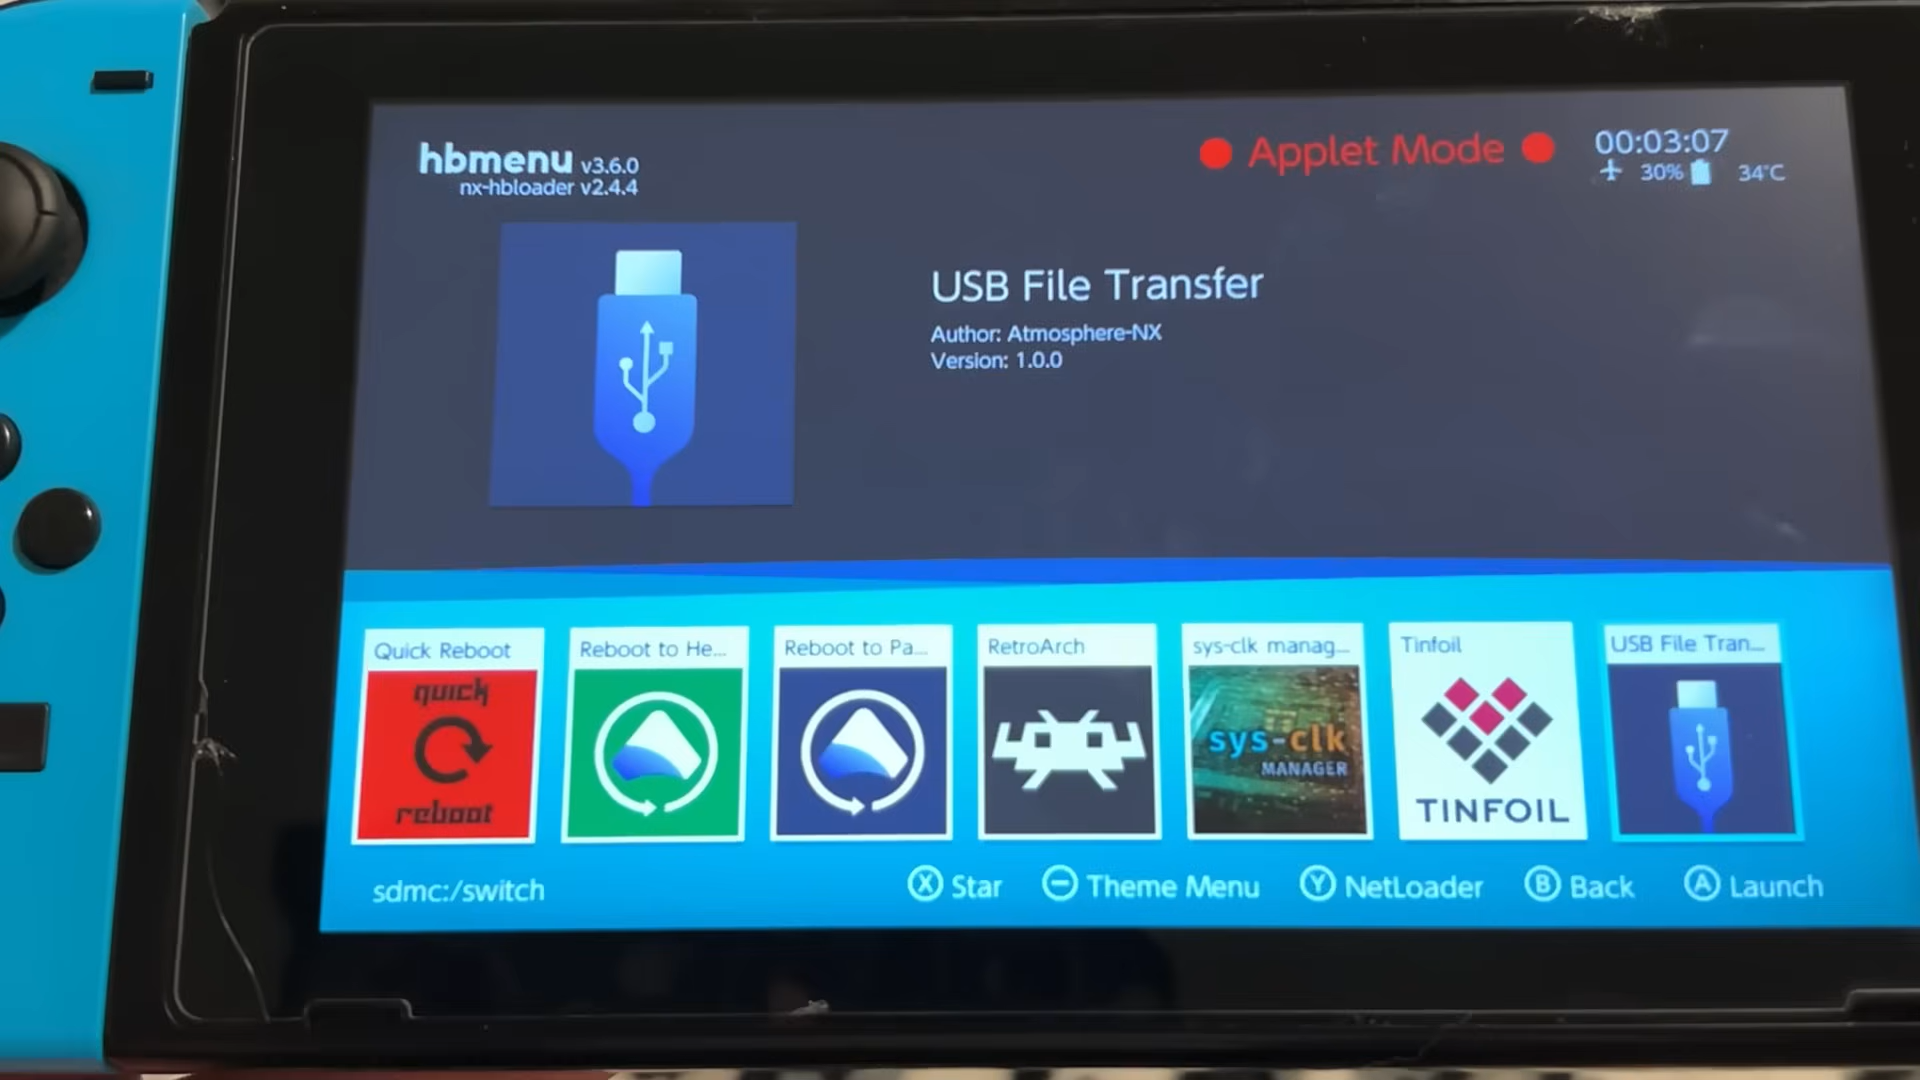 hbmenu v3.6.0
nx-hbloader v2.4.4
Applet Mode
00:03:07
30% 34°C
USB File Transfer
Author: Atmosphere-NX
Version: 1.0.0
Quick Reboot
quick
reboot
Reboot to He...
Reboot to Pa...
RetroArch
sys-clk manag...
sys-clk
MANAGER
Tinfoil
TINFOIL
USB File Tran...
sdmc:/switch
X Star
Theme Menu
Y NetLoader
B Back
A Launch